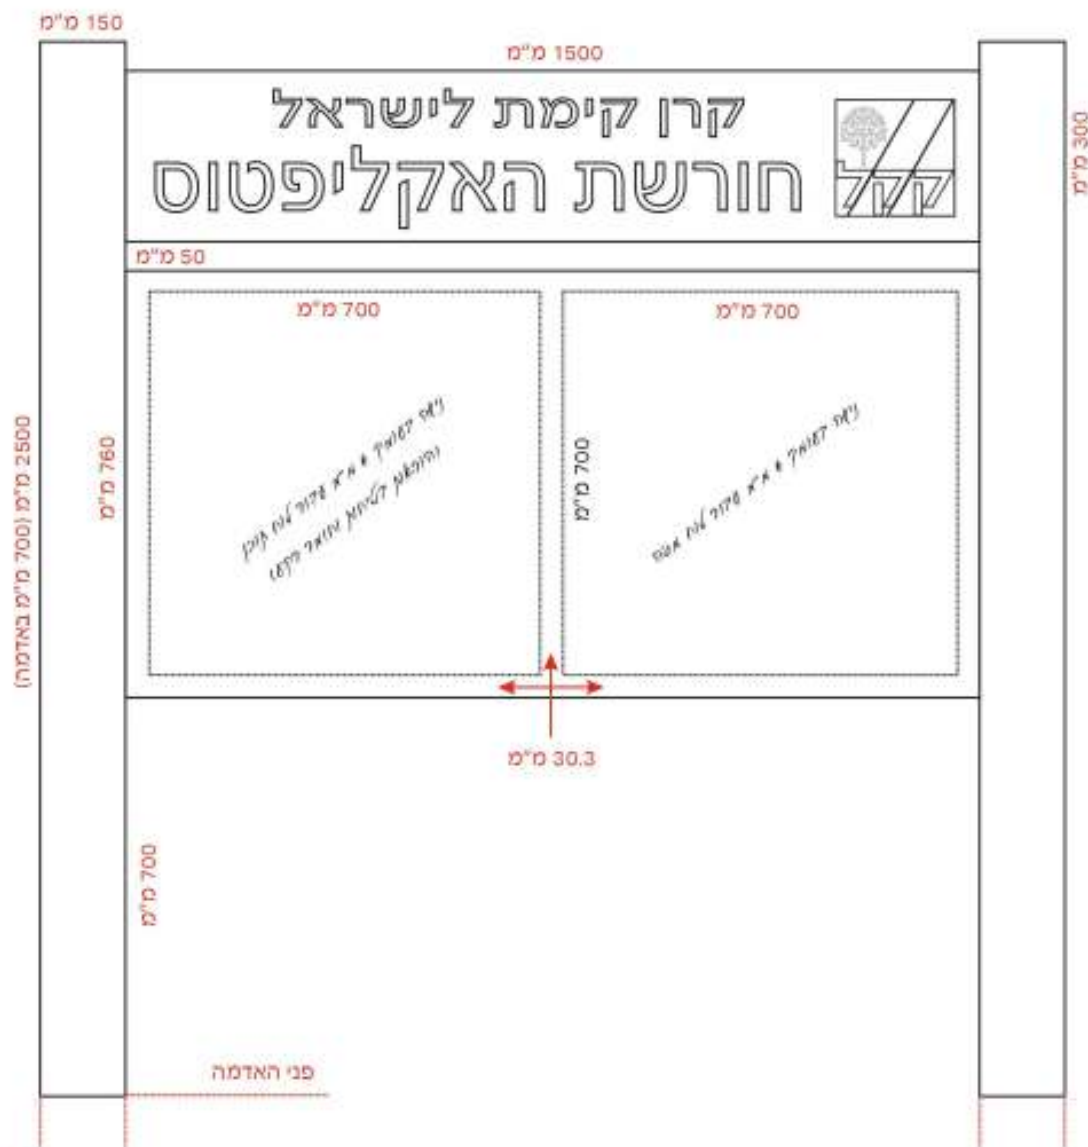 150 מ"מ
1500 מ"מ
קרן קימת לישראל
חורשת האקליפטוס
קקל
300 מ"מ
50 מ"מ
700 מ"מ
700 מ"מ
2500 מ"מ (700 מ"מ באדמה)
760 מ"מ
700 מ"מ
30.3 מ"מ
700 מ"מ
פני האדמה